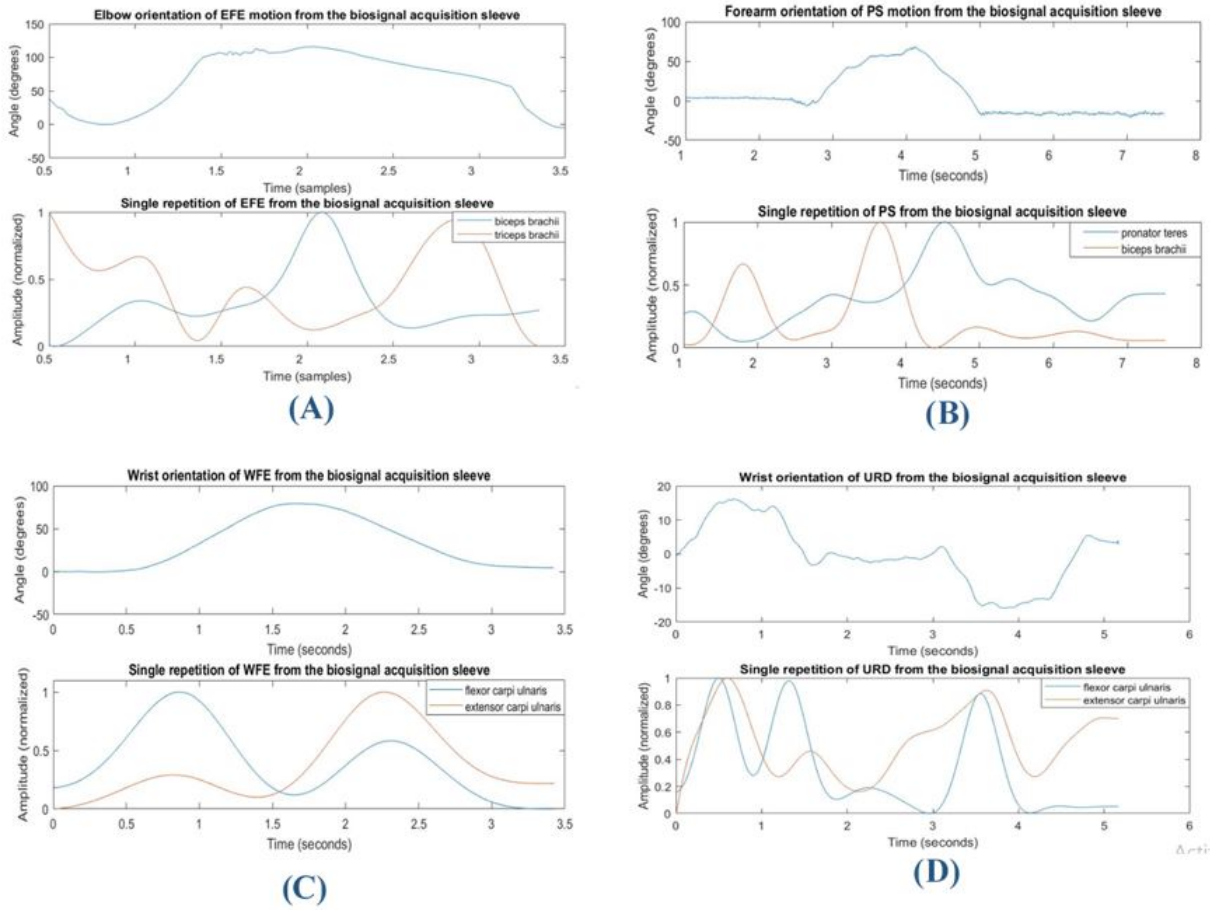 Elbow orientation of EFE motion from the biosignal acquisition sleeve
Angle (degrees)
150
100
50
0
-50
0.5 1 1.5 2 2.5 3 3.5
Time (samples)
Single repetition of EFE from the biosignal acquisition sleeve
Amplitude (normalized)
1
0.5
0
biceps brachii
triceps brachii
0.5 1 1.5 2 2.5 3 3.5
Time (samples)
(A)
Forearm orientation of PS motion from the biosignal acquisition sleeve
Angle (degrees)
100
50
0
-50
1 2 3 4 5 6 7 8
Time (seconds)
Single repetition of PS from the biosignal acquisition sleeve
Amplitude (normalized)
1
0.5
0
pronator teres
biceps brachii
1 2 3 4 5 6 7 8
Time (seconds)
(B)
Wrist orientation of WFE from the biosignal acquisition sleeve
Angle (degrees)
100
50
0
-50
0 0.5 1 1.5 2 2.5 3 3.5
Time (seconds)
Single repetition of WFE from the biosignal acquisition sleeve
Amplitude (normalized)
1
0.5
0
flexor carpi ulnaris
extensor carpi ulnaris
0 0.5 1 1.5 2 2.5 3 3.5
Time (seconds)
(C)
Wrist orientation of URD from the biosignal acquisition sleeve
Angle (degrees)
20
10
0
-10
-20
0 1 2 3 4 5 6
Time (seconds)
Single repetition of URD from the biosignal acquisition sleeve
Amplitude (normalized)
1
0.8
0.6
0.4
0.2
0
flexor carpi ulnaris
extensor carpi ulnaris
0 1 2 3 4 5 6
Time (seconds)
(D)